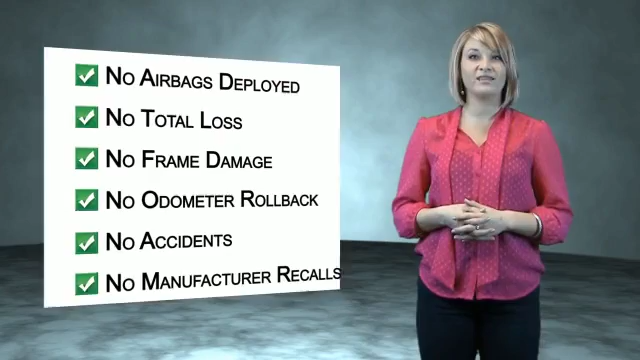 No Airbags Deployed
No Total Loss
No Frame Damage
No Odometer Rollback
No Accidents
No Manufacturer Recalls